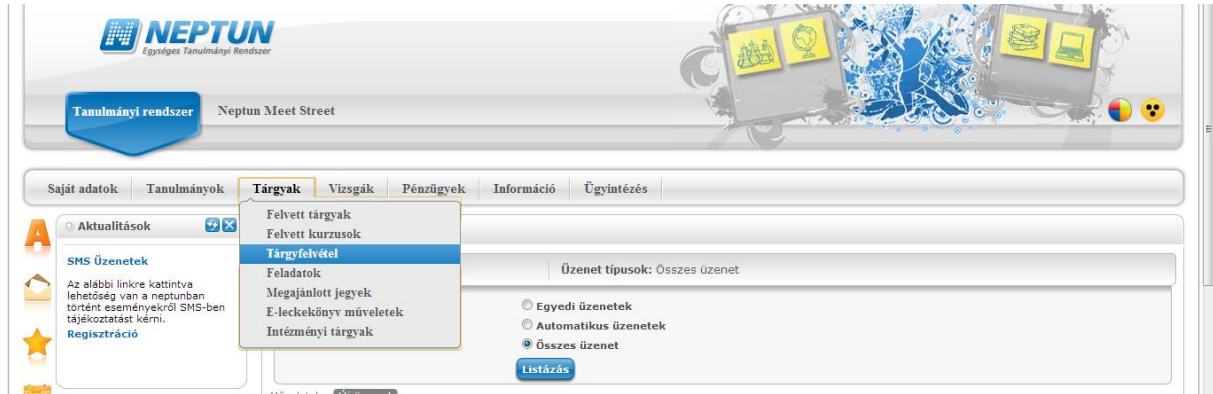 NEPTUN
Egységes Tanulmányi Rendszer
Tanulmányi rendszer
Neptun Meet Street
Saját adatok Tanulmányok Tárgyak Vizsgák Pénzügyek Információ Ügyintézés
Aktualitások
SMS Üzenetek
Az alábbi linkre kattintva
lehetőség van a neptunban
történt eseményekről SMS-ben
tájékoztatást kérni.
Regisztráció
Felvett tárgyak
Felvett kurzusok
Tárgyfelvétel
Feladatok
Megajánlott jegyek
E-leckekönyv műveletek
Intézményi tárgyak
Üzenet típusok: Összes üzenet
Egyedi üzenetek
Automatikus üzenetek
Összes üzenet
Listázás